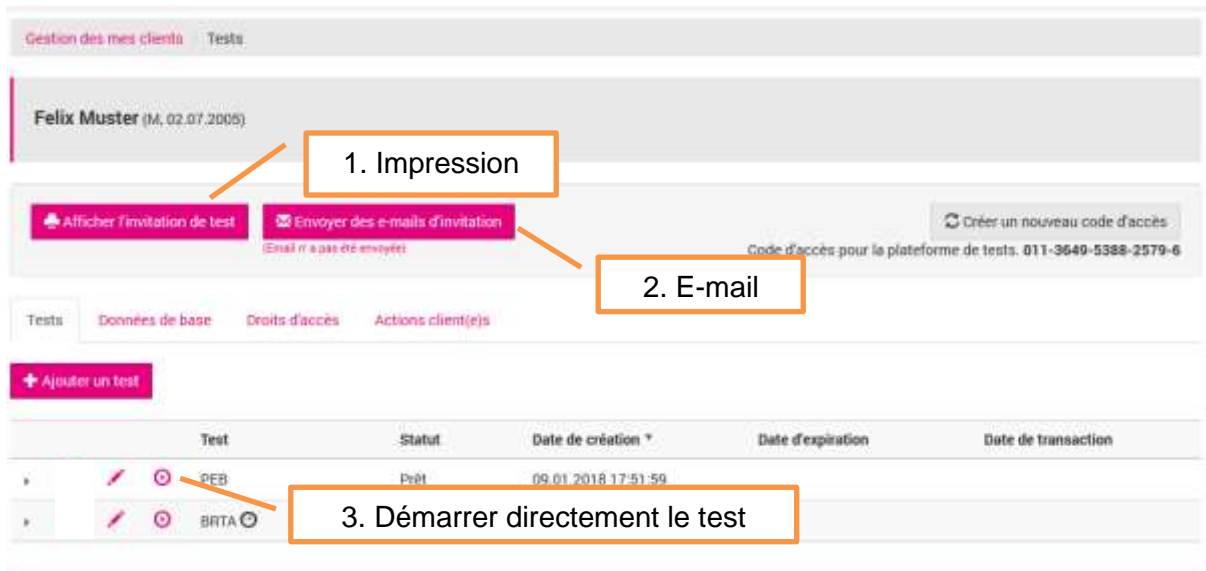 Gestion des mes clients Tests
Felix Muster (M, 02.07.2005)
1. Impression
Afficher l'invitation de test
Envoyer des e-mails d'invitation
Créer un nouveau code d'accès
(Email n' a pas été envoyée)
Code d'accès pour la plateforme de tests. 011-3649-5388-2579-6
2. E-mail
Tests Données de base Droits d'accès Actions client(e)s
Ajouter un test
Test Statut Date de création Date d'expiration Date de transaction
PEB Prêt 09.01.2018 17:51:59
BRTA
3. Démarrer directement le test